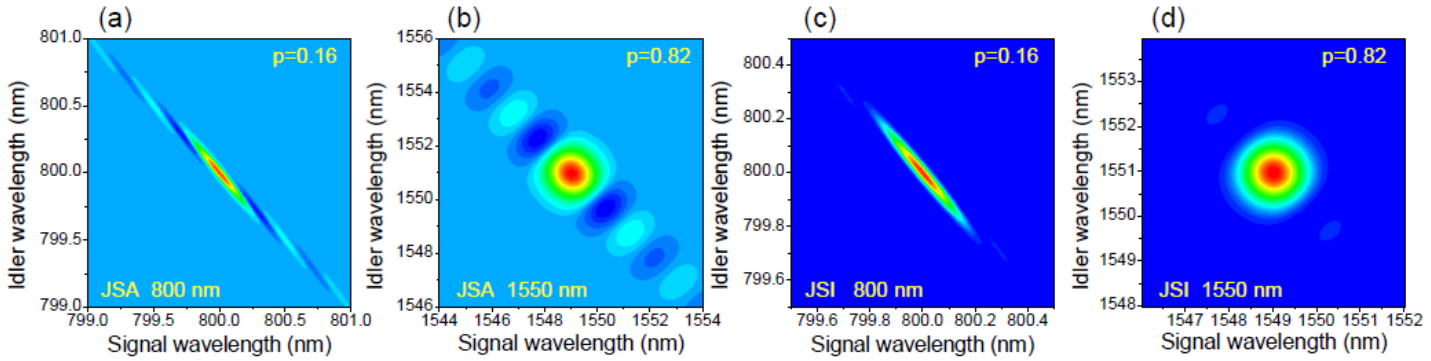 (a)
p=0.16
JSA 800 nm
801.0
800.5
800.0
799.5
799.0
799.0 799.5 800.0 800.5 801.0
Idler wavelength (nm)
Signal wavelength (nm)
(b)
p=0.82
JSA 1550 nm
1556
1554
1552
1550
1548
1546
1544 1546 1548 1550 1552 1554
Idler wavelength (nm)
Signal wavelength (nm)
(c)
p=0.16
JSI 800 nm
800.4
800.2
800.0
799.8
799.6
799.6 799.8 800.0 800.2 800.4
Idler wavelength (nm)
Signal wavelength (nm)
(d)
p=0.82
JSI 1550 nm
1553
1552
1551
1550
1549
1548
1547 1548 1549 1550 1551 1552
Idler wavelength (nm)
Signal wavelength (nm)